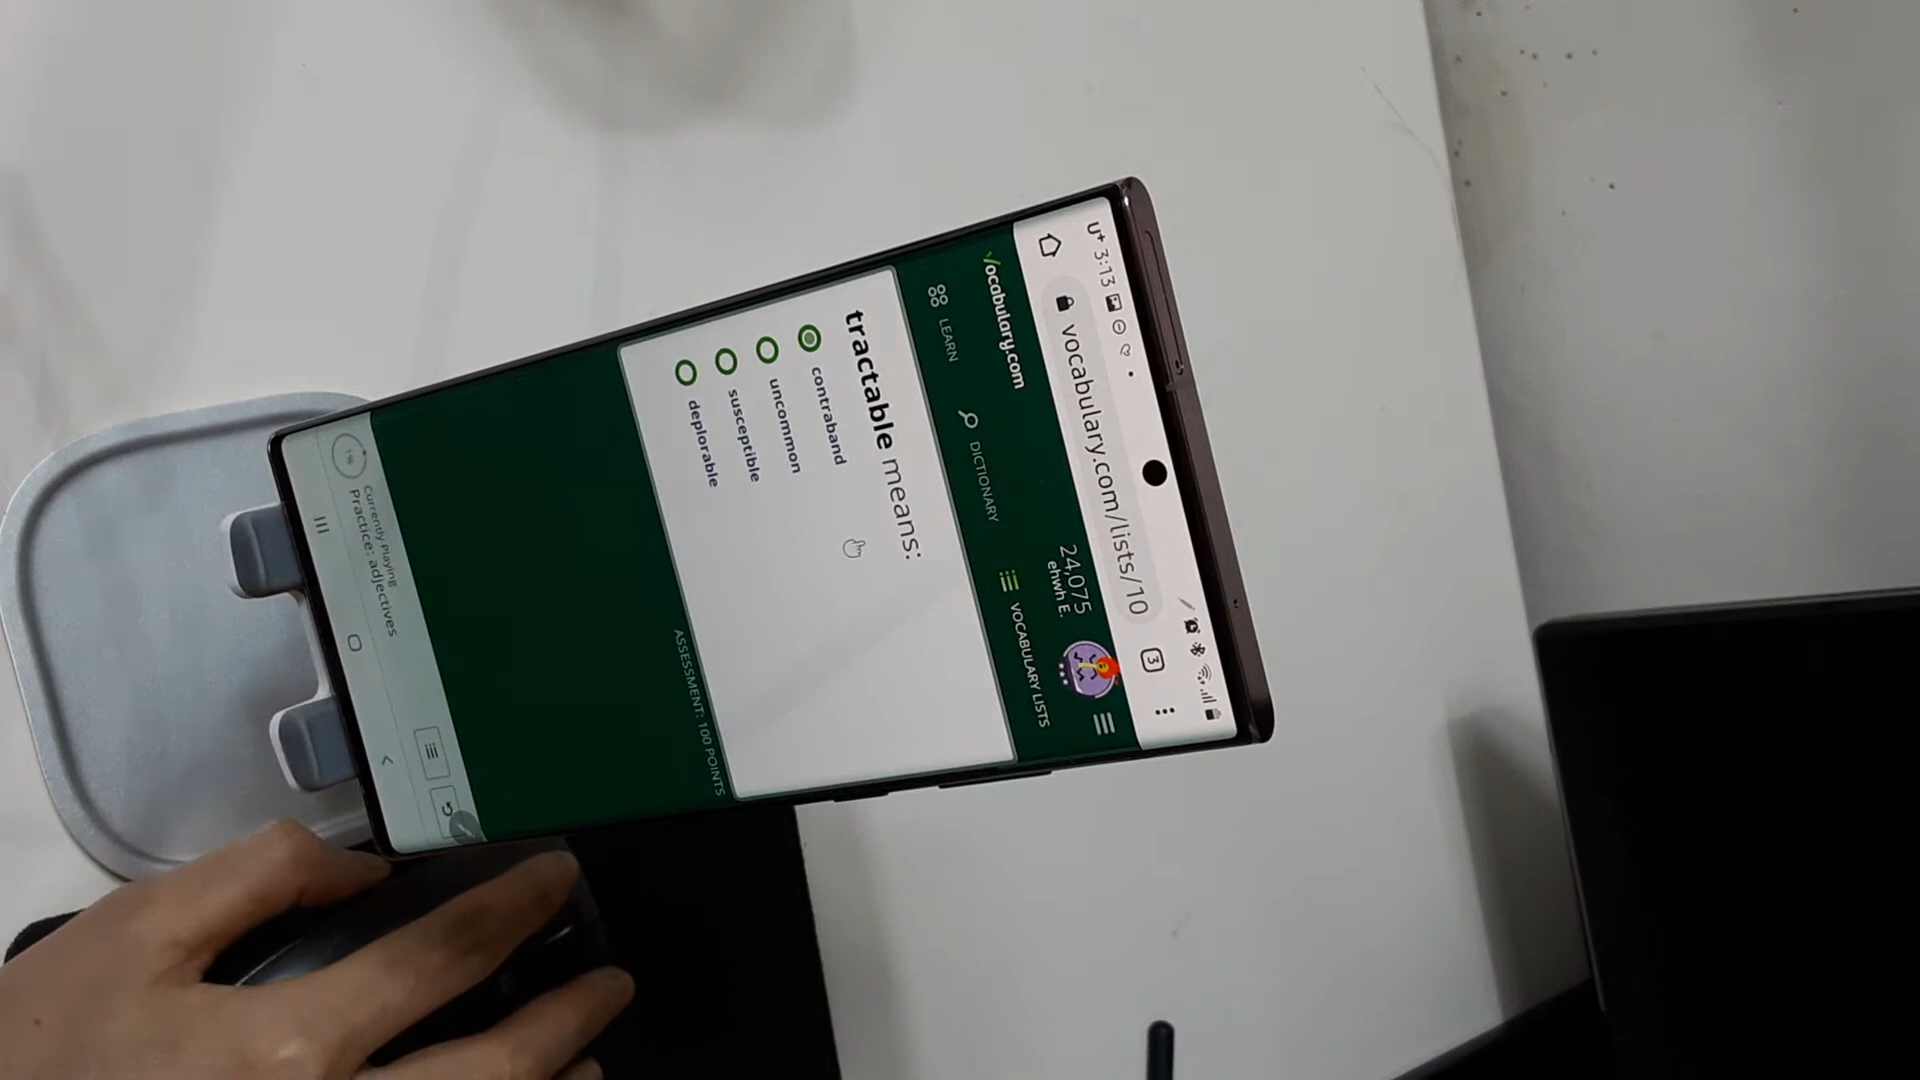 U+ 3:13
vocabulary.com/lists/10
3
Vocabulary.com
24,075
ehwh E.
LEARN
DICTIONARY
VOCABULARY LISTS
tractable means:
contraband
uncommon
susceptible
deplorable
ASSESSMENT: 100 POINTS
1%
Currently Playing
Practice: adjectives